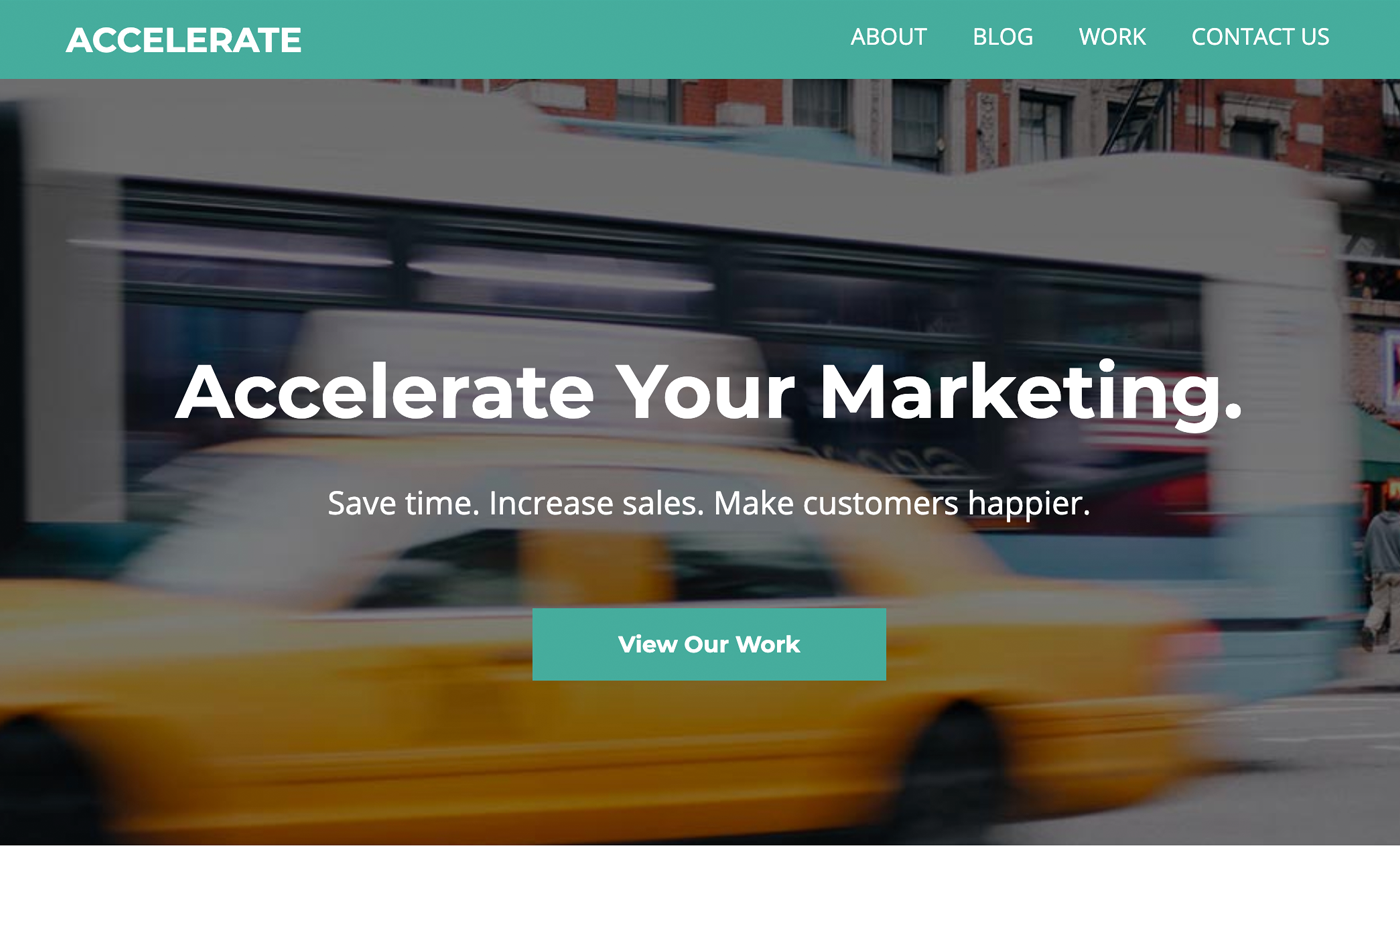 ACCELERATE
ABOUT BLOG WORK CONTACT US
Accelerate Your Marketing.
Save time. Increase sales. Make customers happier.
View Our Work